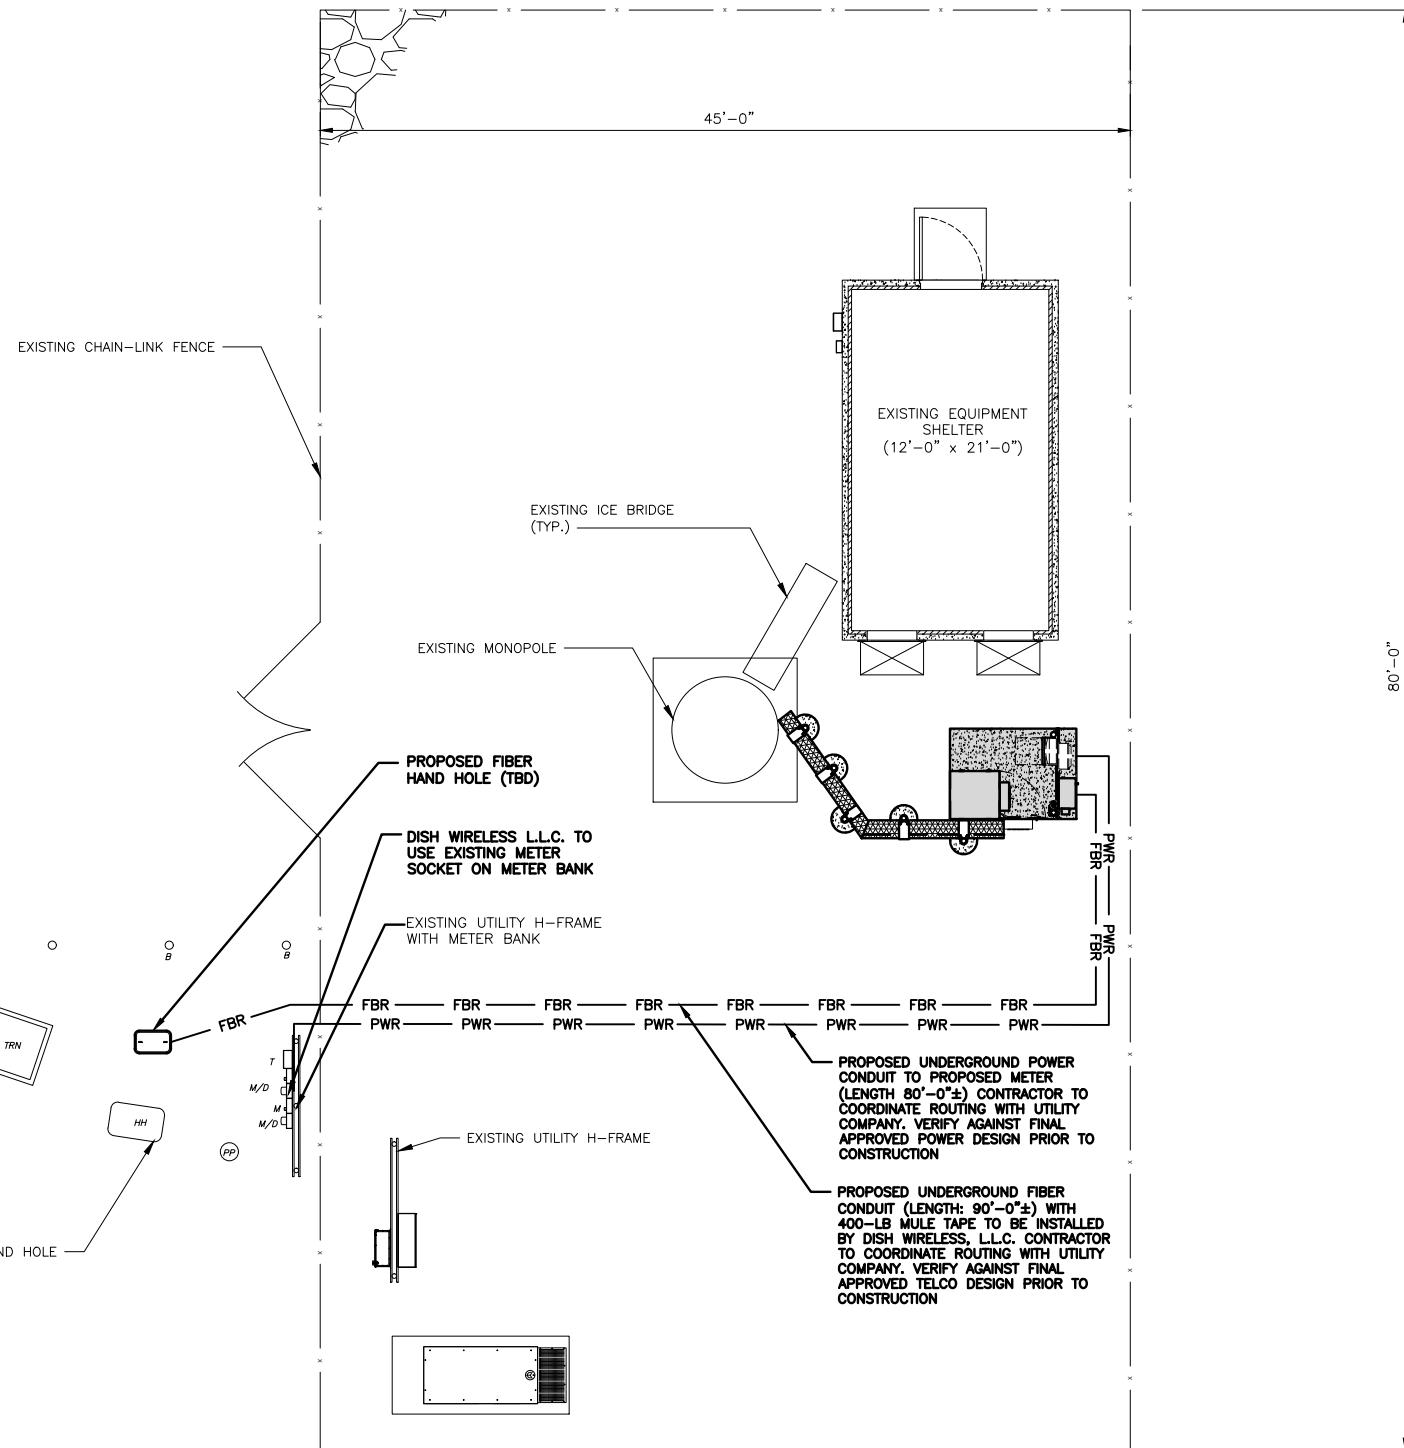 45'-0"
EXISTING CHAIN-LINK FENCE
EXISTING EQUIPMENT
SHELTER
(12'-0" x 21'-0")
EXISTING ICE BRIDGE
(TYP.)
EXISTING MONOPOLE
80'-0"
PROPOSED FIBER
HAND HOLE (TBD)
DISH WIRELESS L.L.C. TO
USE EXISTING METER
SOCKET ON METER BANK
PWR
FBR
EXISTING UTILITY H-FRAME
WITH METER BANK
PWR
FBR
B
B
FBR FBR FBR FBR FBR FBR FBR FBR
FBR
PWR PWR PWR PWR PWR PWR PWR PWR
TRN
T
M/D
M
M/D
HH
PP
PROPOSED UNDERGROUND POWER
CONDUIT TO PROPOSED METER
(LENGTH 80'-0"±) CONTRACTOR TO
COORDINATE ROUTING WITH UTILITY
COMPANY. VERIFY AGAINST FINAL
APPROVED POWER DESIGN PRIOR TO
CONSTRUCTION
EXISTING UTILITY H-FRAME
PROPOSED UNDERGROUND FIBER
CONDUIT (LENGTH: 90'-0"±) WITH
400-LB MULE TAPE TO BE INSTALLED
BY DISH WIRELESS, L.L.C. CONTRACTOR
TO COORDINATE ROUTING WITH UTILITY
COMPANY. VERIFY AGAINST FINAL
APPROVED TELCO DESIGN PRIOR TO
CONSTRUCTION
ND HOLE